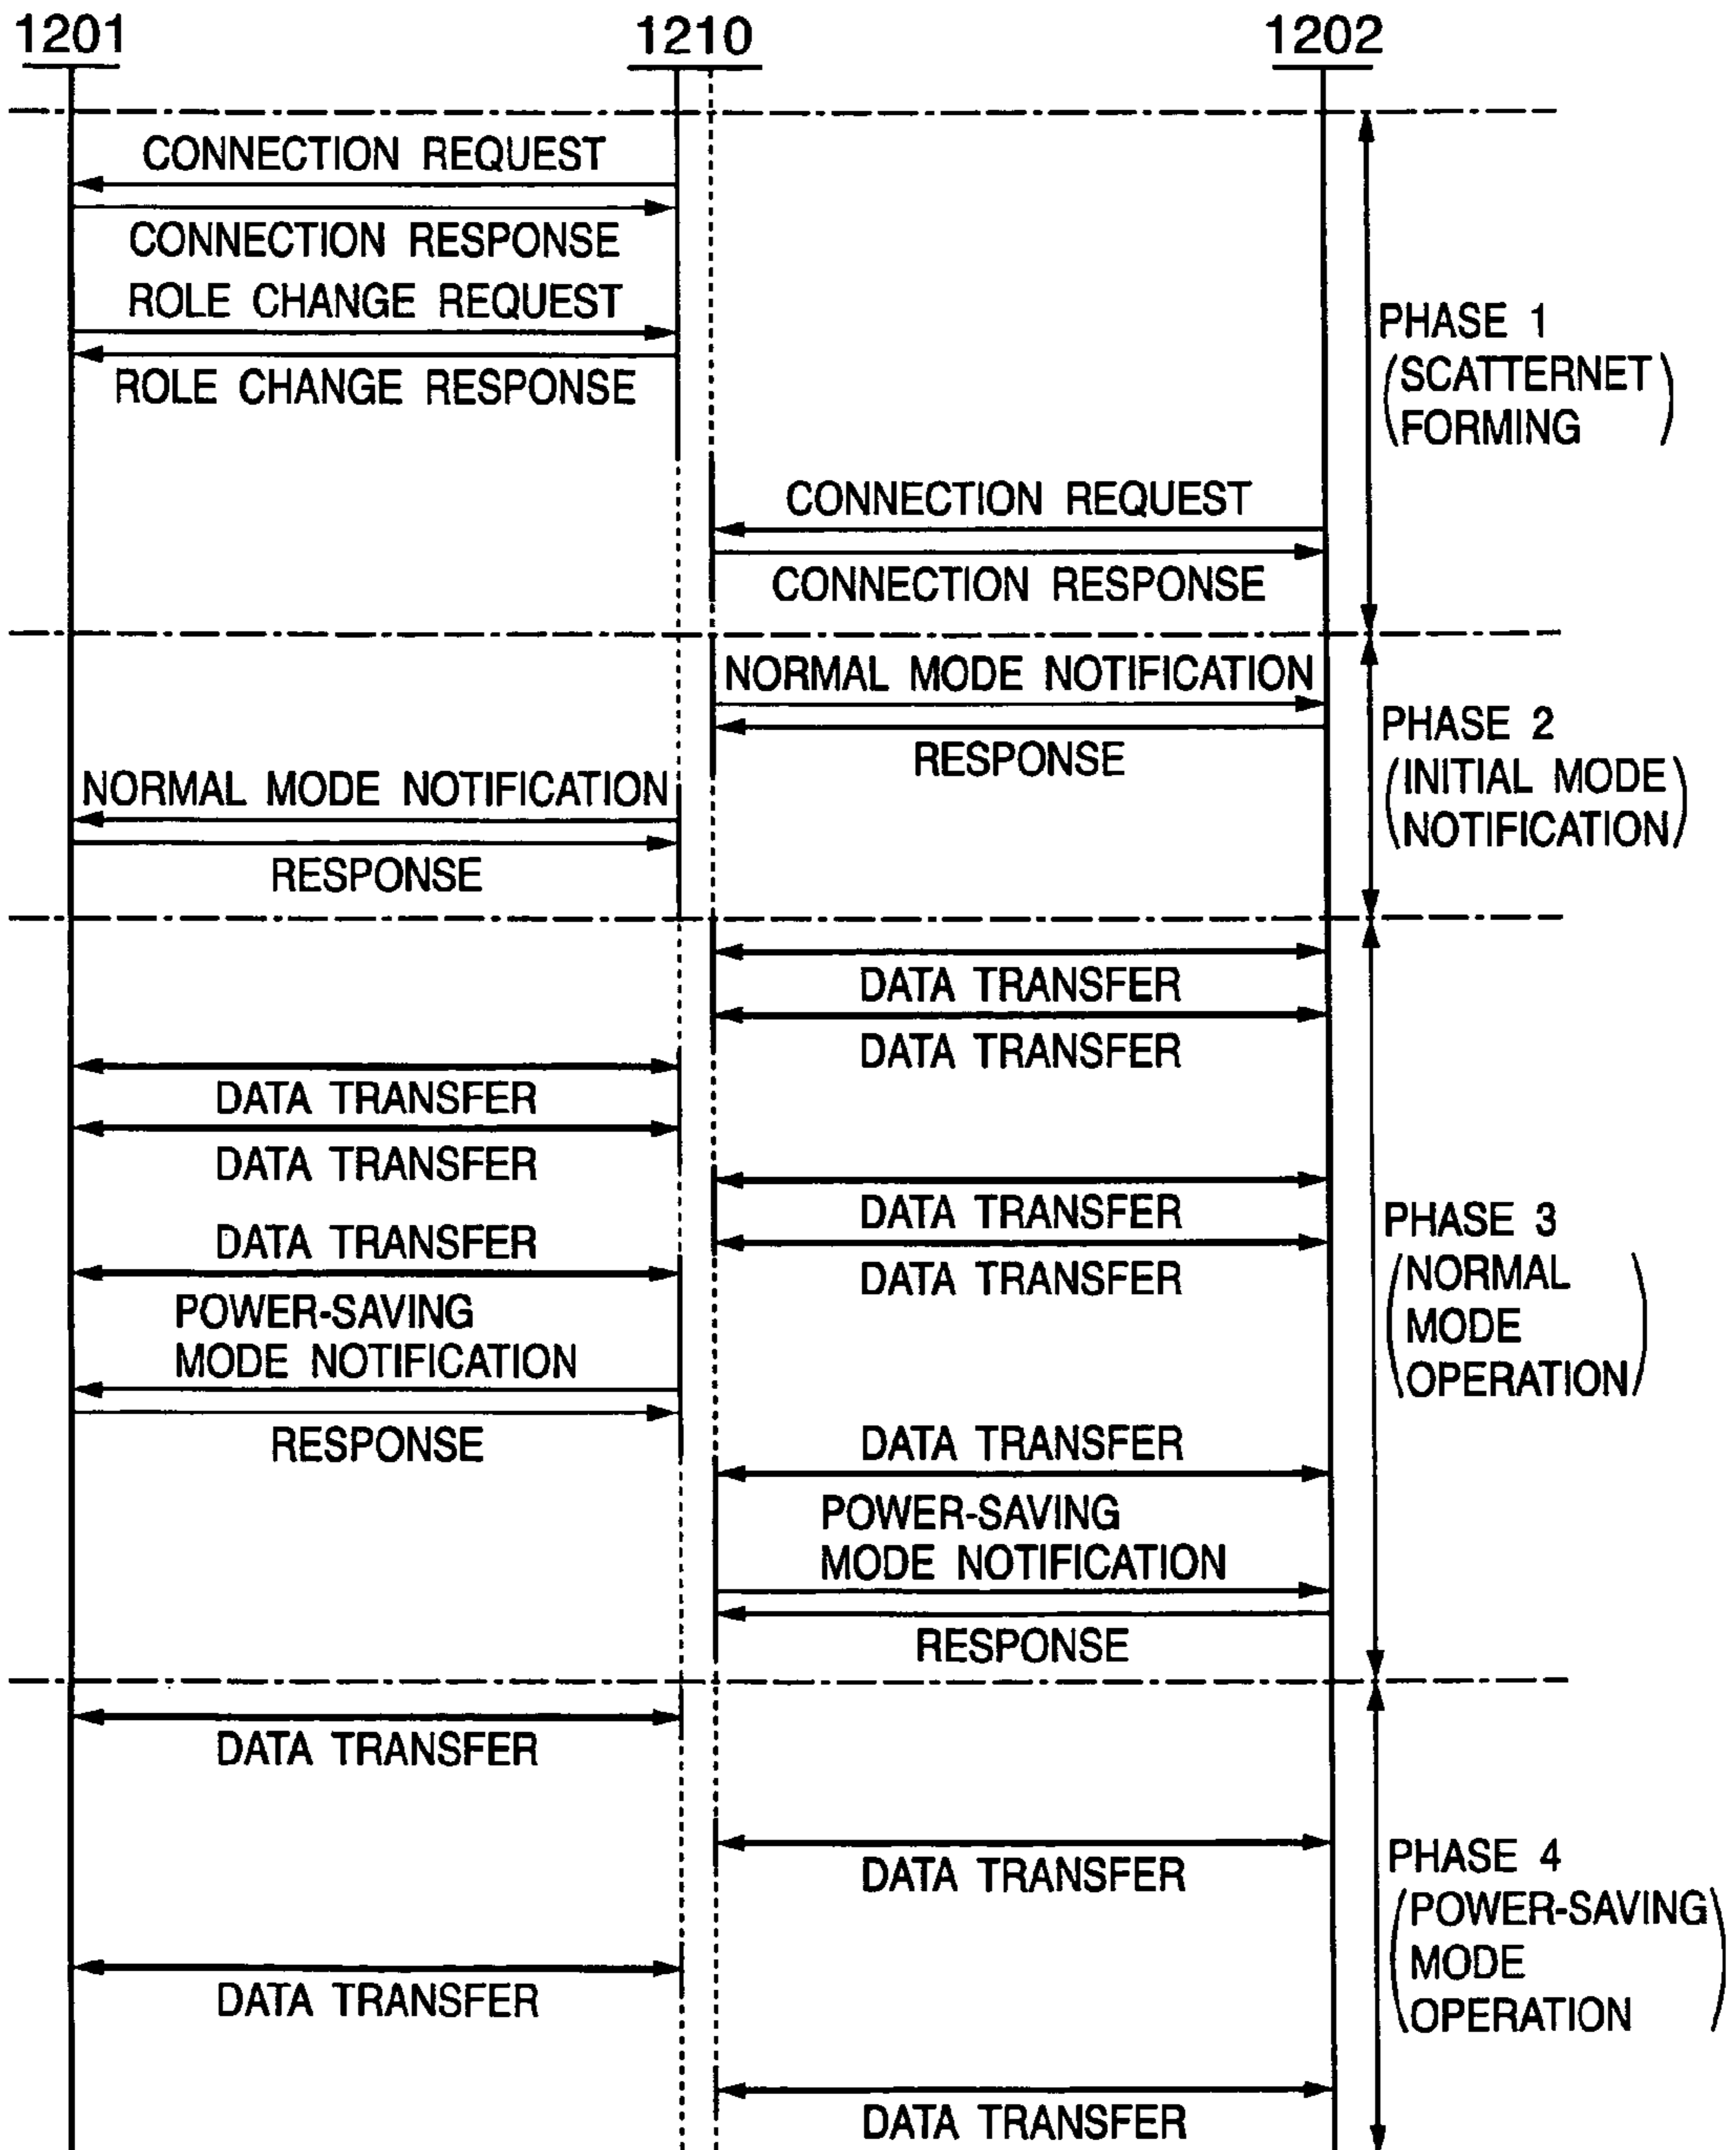 1201
1210
1202
CONNECTION REQUEST
CONNECTION RESPONSE
ROLE CHANGE REQUEST
ROLE CHANGE RESPONSE
CONNECTION REQUEST
CONNECTION RESPONSE
PHASE 1
(SCATTERNET
FORMING)
NORMAL MODE NOTIFICATION
RESPONSE
NORMAL MODE NOTIFICATION
RESPONSE
PHASE 2
(INITIAL MODE
NOTIFICATION)
DATA TRANSFER
DATA TRANSFER
DATA TRANSFER
DATA TRANSFER
DATA TRANSFER
DATA TRANSFER
DATA TRANSFER
POWER-SAVING
MODE NOTIFICATION
RESPONSE
DATA TRANSFER
POWER-SAVING
MODE NOTIFICATION
RESPONSE
PHASE 3
(NORMAL
MODE
OPERATION)
DATA TRANSFER
DATA TRANSFER
DATA TRANSFER
DATA TRANSFER
PHASE 4
(POWER-SAVING
MODE
OPERATION)